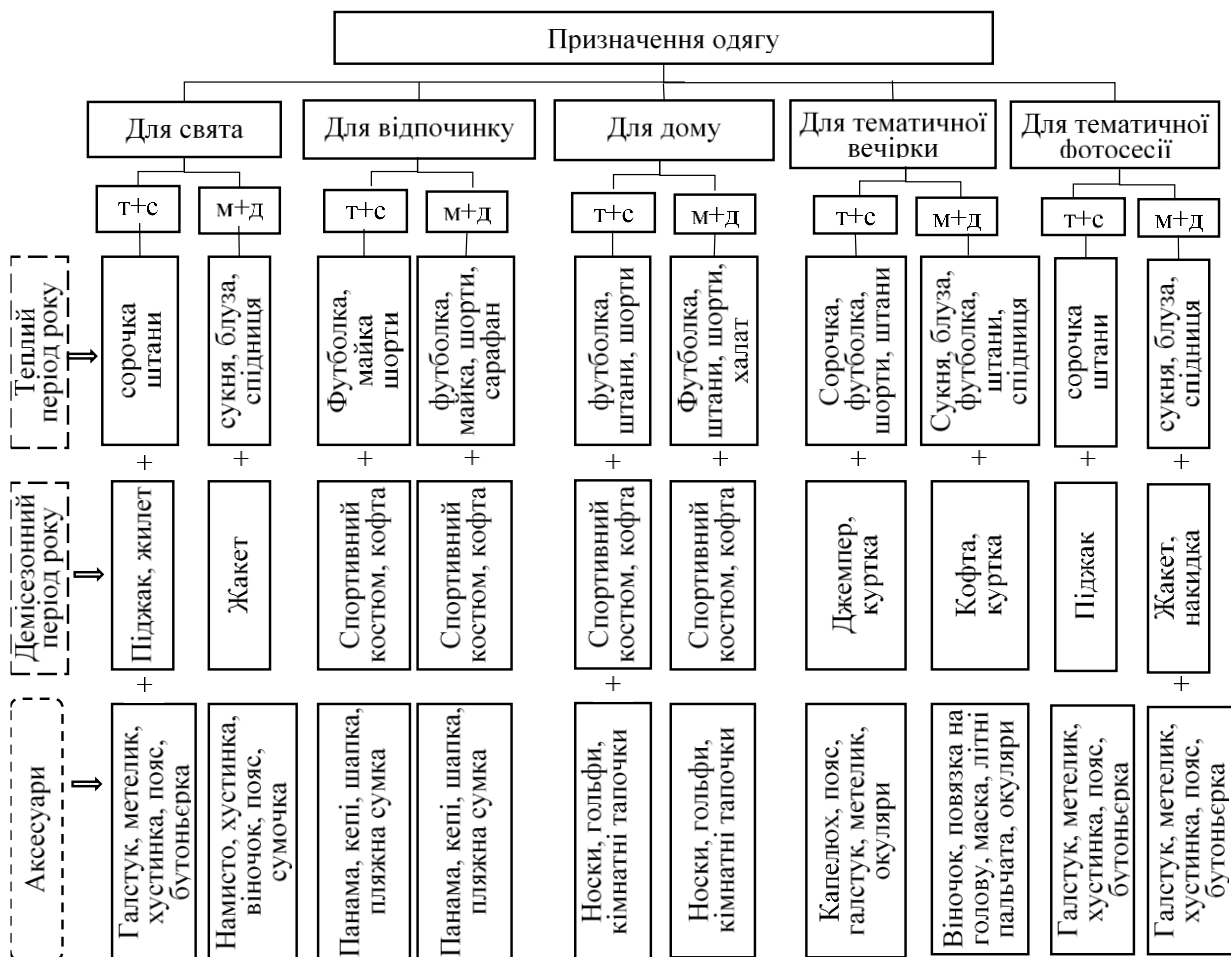 Призначення одягу
Для свята
Для відпочинку
Для дому
Для тематичної
вечірки
Для тематичної
фотосесії
т+с
м+д
т+с
м+д
т+с
м+д
т+с
м+д
т+с
м+д
Теплий
період року
сорочка
штани
сукня, блуза,
спідниця
Футболка,
майка
шорти
футболка,
майка, шорти,
сарафан
футболка,
штани, шорти
Футболка,
штани, шорти,
халат
Сорочка,
футболка,
шорти, штани
Сукня, блуза,
футболка,
штани,
спідниця
сорочка
штани
сукня, блуза,
спідниця
+ + + + + + + + + +
Демісезонний
період року
Піджак, жилет
Жакет
Спортивний
костюм, кофта
Спортивний
костюм, кофта
Спортивний
костюм, кофта
Спортивний
костюм, кофта
Джемпер,
куртка
Кофта,
куртка
Піджак
Жакет,
накидка
+ + +
Аксесуари
Галстук, метелик,
хустинка, пояс,
бутоньєрка
Намисто, хустинка,
віночок, пояс,
сумочка
Панама, кепі, шапка,
пляжна сумка
Панама, кепі, шапка,
пляжна сумка
Носки, гольфи,
кімнатні тапочки
Носки, гольфи,
кімнатні тапочки
Капелюх, пояс,
галстук, метелик,
окуляри
Віночок, повязка на
голову, маска, літні
пальчата, окуляри
Галстук, метелик,
хустинка, пояс,
бутоньєрка
Галстук, метелик,
хустинка, пояс,
бутоньєрка